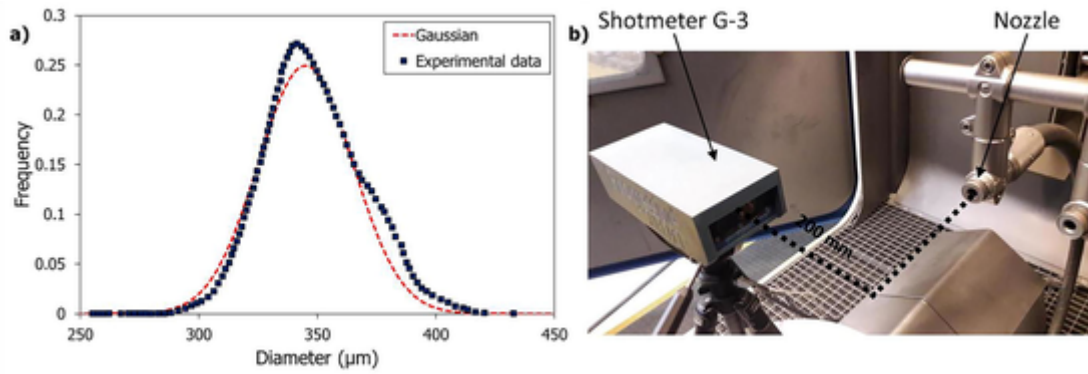 a)
0.3
0.25
0.2
0.15
0.1
0.05
0
Frequency
Gaussian
Experimental data
250 300 350 400 450
Diameter (µm)
b)
Shotmeter G-3
Nozzle
200 mm